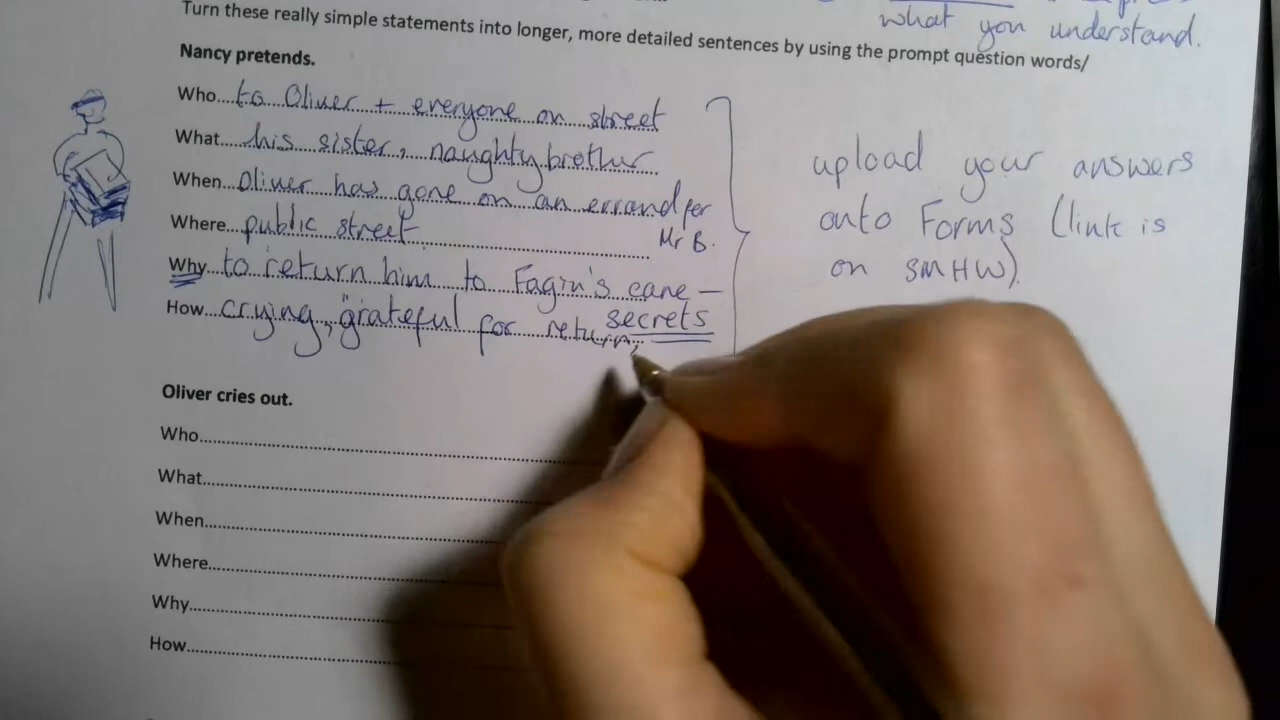 what you understand.
Turn these really simple statements into longer, more detailed sentences by using the prompt question words/
Nancy pretends.
Who...to Oliver + everyone on street
What...his sister, naughty brother
When...Oliver has gone on an errand for Mr B.
Where...public street
Why...to return him to Fagin's cane – secrets
How...crying, "grateful for return,
upload your answers
onto Forms (link is
on SMHW).
Oliver cries out.
Who
What
When
Where
Why
How